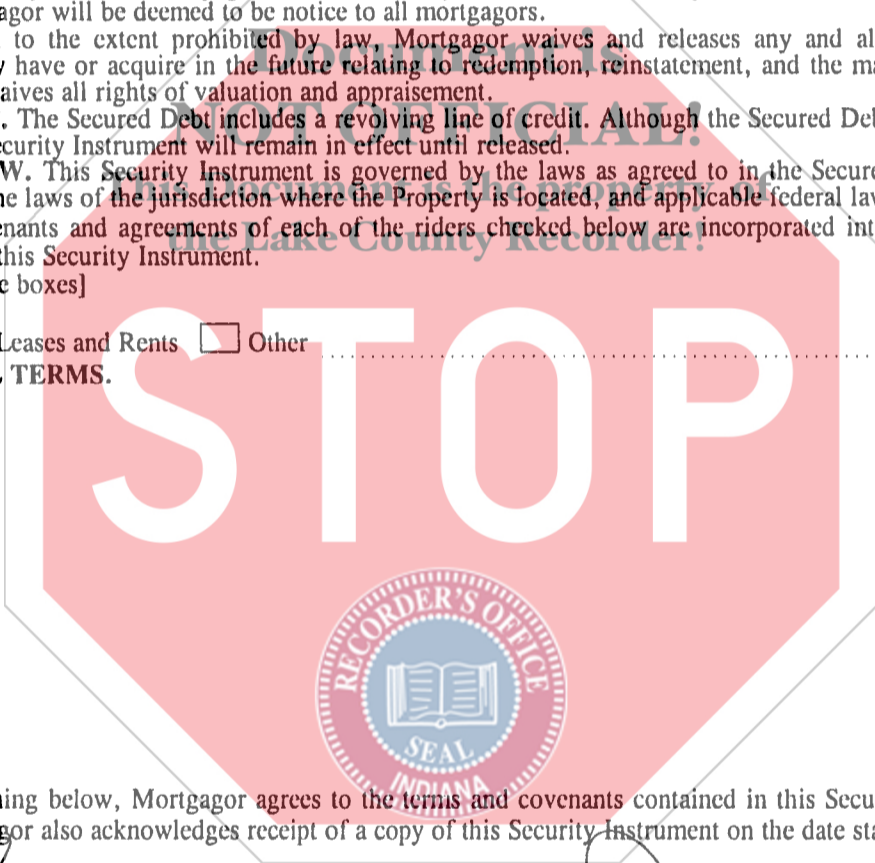 agor will be deemed to be notice to all mortgagors.
to the extent prohibited by law, Mortgagor waives and releases any and al
y have or acquire in the future relating to redemption, reinstatement, and the ma
aives all rights of valuation and appraisement.
. The Secured Debt includes a revolving line of credit. Although the Secured Deb
curity Instrument will remain in effect until released.
W. This Security Instrument is governed by the laws as agreed to in the Secure
e laws of the jurisdiction where the Property is located, and applicable federal law
enants and agreements of each of the riders checked below are incorporated int
this Security Instrument.
e boxes]
Leases and Rents Other
. TERMS.
Document is
NOT OFFICIAL!
This Document is the property of
the Lake County Recorder!
STOP
RECORDER'S OFFICE
SEAL
INDIANA
ning below, Mortgagor agrees to the terms and covenants contained in this Secu
gor also acknowledges receipt of a copy of this Security Instrument on the date sta